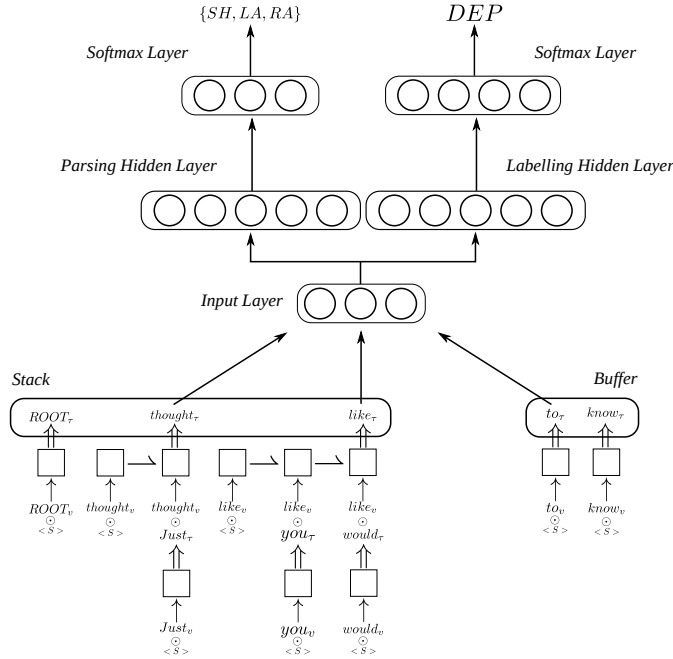 {SH, LA, RA} DEP
Softmax Layer Softmax Layer
Parsing Hidden Layer Labelling Hidden Layer
Input Layer
Stack Buffer
ROOT_τ thought_τ like_τ to_τ know_τ
ROOT_v thought_v thought_v like_v like_v like_v to_v know_v
⊙ ⊙ ⊙ ⊙ ⊙ ⊙ ⊙ ⊙
<S> <S> Just_τ <S> you_τ would_τ <S> <S>
Just_v you_v would_v
⊙ ⊙ ⊙
<S> <S> <S>